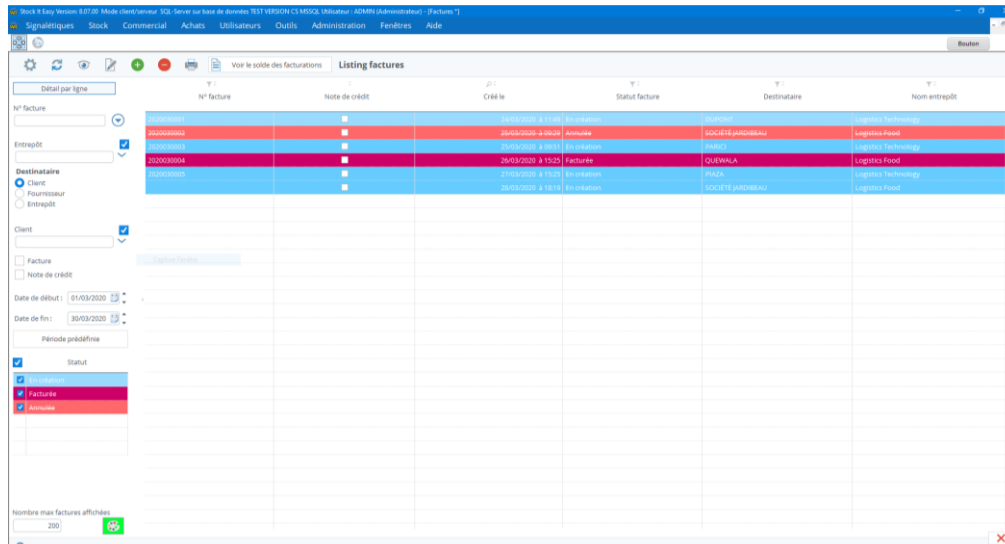 Stock It Easy Version: 8.07.00 Mode client/serveur SQL-Server sur base de données TEST VERSION CS MSSQL Utilisateur : ADMIN (Administrateur) - [Factures *]
Signalétiques Stock Commercial Achats Utilisateurs Outils Administration Fenêtres Aide
Bouton
Voir le solde des facturations Listing factures
Détail par ligne
N° facture
Entrepôt
Destinataire
Client
Fournisseur
Entrepôt
Client
Facture
Note de crédit
Date de début : 01/03/2020
Date de fin : 30/03/2020
Période prédéfinie
Statut
En création
Facturée
Annulée
Nombre max factures affichées
200
N° facture Note de crédit Créé le Statut facture Destinataire Nom entrepôt
2020030001 24/03/2020 à 11:49 En création DUPONT Logistics Technology
2020030002 25/03/2020 à 09:29 Annulée SOCIÉTÉ JARDIBEAU Logistics Food
2020030003 25/03/2020 à 09:51 En création PARICI Logistics Technology
2020030004 26/03/2020 à 15:25 Facturée QUEWALA Logistics Food
2020030005 27/03/2020 à 15:25 En création PIAZA Logistics Technology
28/03/2020 à 18:19 En création SOCIÉTÉ JARDIBEAU Logistics Food